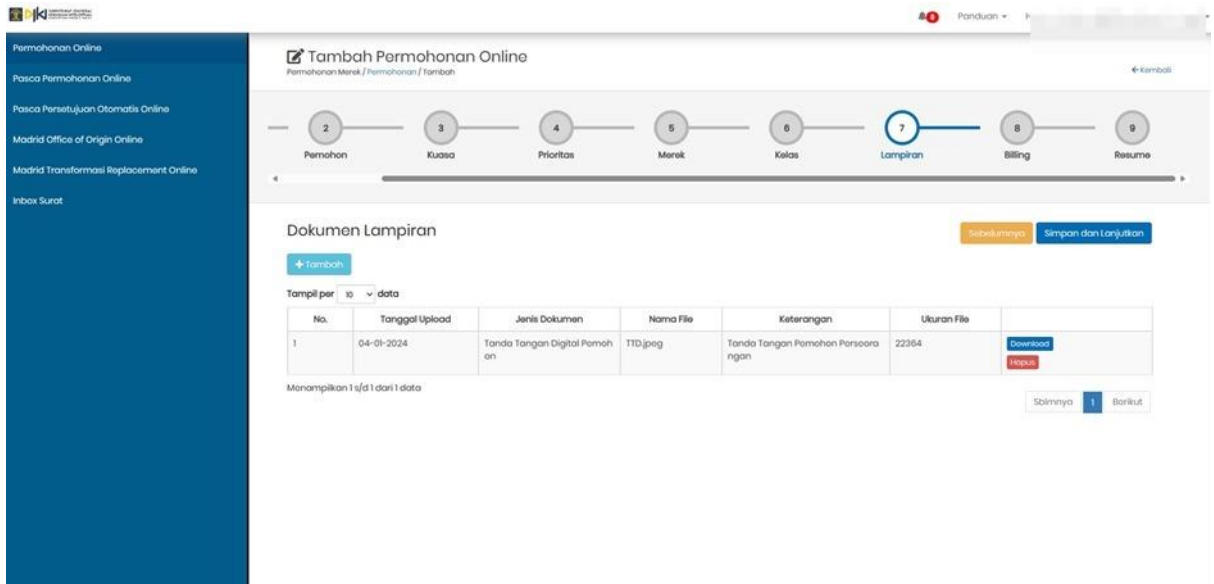 Panduan
Permohonan Online
Pasca Permohonan Online
Pasca Persetujuan Otomatis Online
Madrid Office of Origin Online
Madrid Transformasi Replacement Online
Inbox Surat
Tambah Permohonan Online
Permohonan Merek / Permohonan / Tambah
Kembali
2 3 4 5 6 7 8 9
Pemohon Kuasa Prioritas Merek Kelas Lampiran Billing Resume
Dokumen Lampiran
Sebelumnya Simpan dan Lanjutkan
+ Tambah
Tampil per 10 data
No. Tanggal Upload Jenis Dokumen Nama File Keterangan Ukuran File
1 04-01-2024 Tanda Tangan Digital Pemoh TTD.jpeg Tanda Tangan Pemohon Perseora 22364 Download
on ngan Hapus
Menampilkan 1 s/d 1 dari 1 data
Sblmnya 1 Berikut